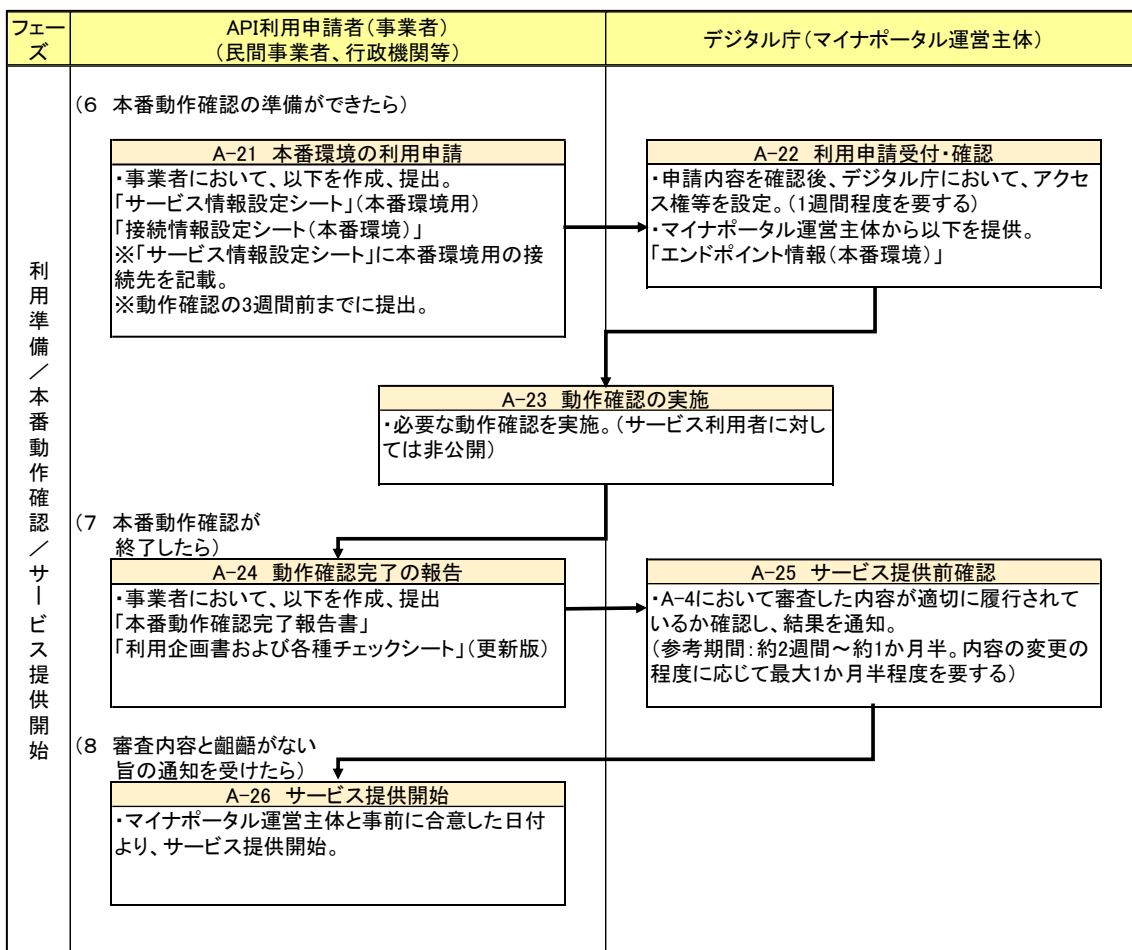 フェー
ズ
API利用申請者（事業者）
（民間事業者、行政機関等）
デジタル庁（マイナポータル運営主体）
利用準備／本番動作確認／サービス提供開始
（6 本番動作確認の準備ができたら）
A-21 本番環境の利用申請
・事業者において、以下を作成、提出。
「サービス情報設定シート」（本番環境用）
「接続情報設定シート（本番環境）」
※「サービス情報設定シート」に本番環境用の接
続先を記載。
※動作確認の3週間前までに提出。
A-22 利用申請受付・確認
・申請内容を確認後、デジタル庁において、アクセ
ス権等を設定。（1週間程度を要する）
・マイナポータル運営主体から以下を提供。
「エンドポイント情報（本番環境）」
A-23 動作確認の実施
・必要な動作確認を実施。（サービス利用者に対し
ては非公開）
（7 本番動作確認が
終了したら）
A-24 動作確認完了の報告
・事業者において、以下を作成、提出
「本番動作確認完了報告書」
「利用企画書および各種チェックシート」（更新版）
A-25 サービス提供前確認
・A-4において審査した内容が適切に履行されて
いるか確認し、結果を通知。
（参考期間：約2週間～約1か月半。内容の変更の
程度に応じて最大1か月半程度を要する）
（8 審査内容と齟齬がない
旨の通知を受けたら）
A-26 サービス提供開始
・マイナポータル運営主体と事前に合意した日付
より、サービス提供開始。